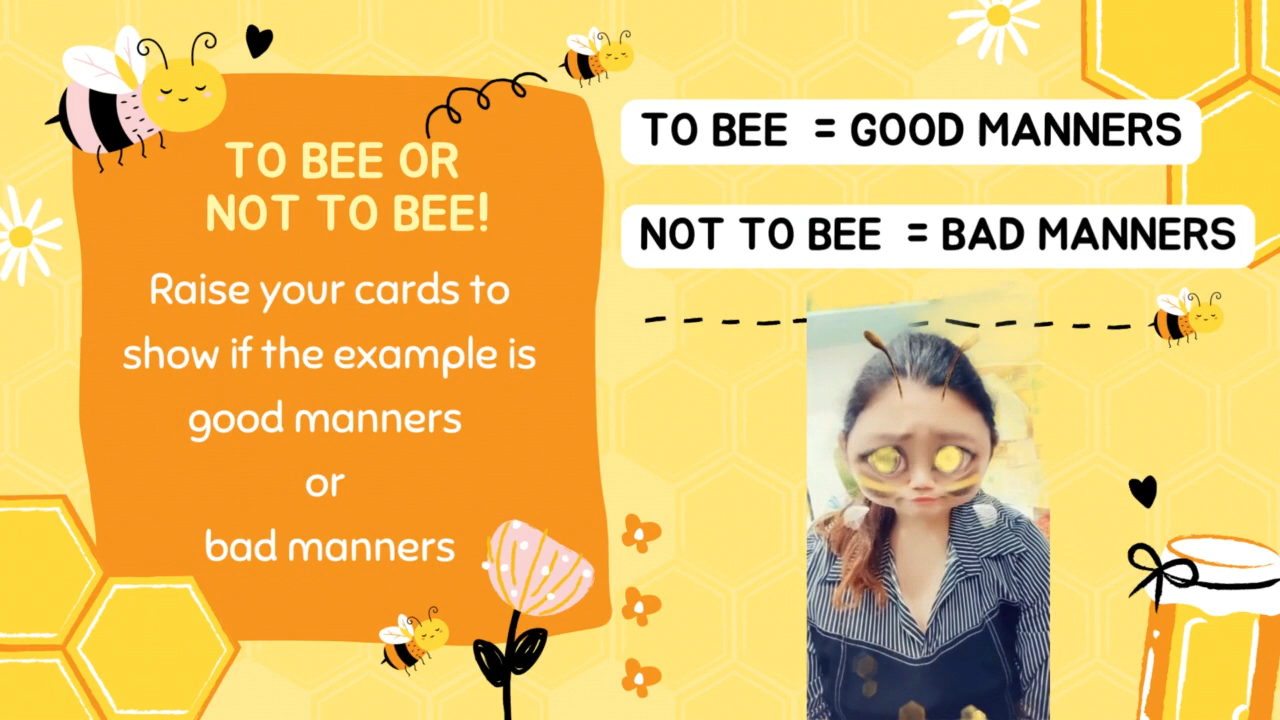 TO BEE OR
NOT TO BEE!
Raise your cards to
show if the example is
good manners
or
bad manners
TO BEE = GOOD MANNERS
NOT TO BEE = BAD MANNERS